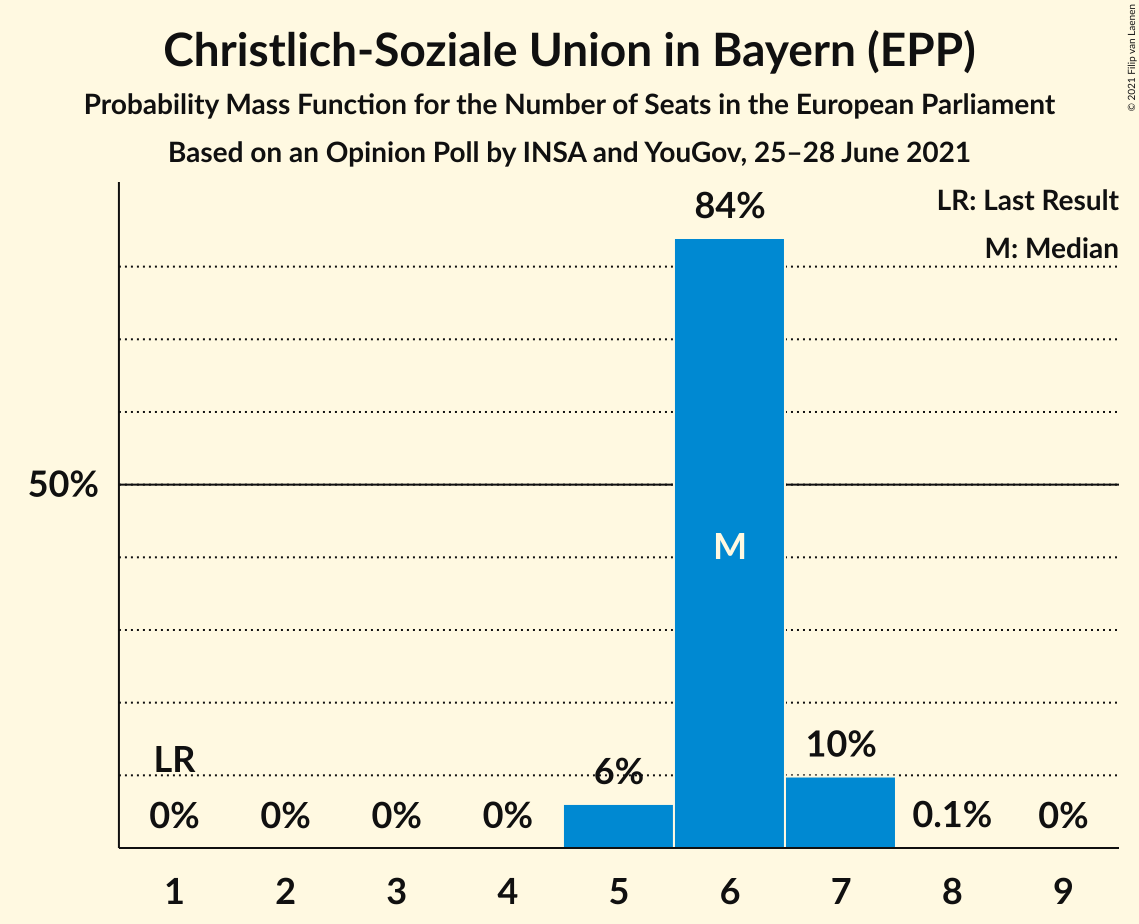 Christlich-Soziale Union in Bayern (EPP)
Probability Mass Function for the Number of Seats in the European Parliament
Based on an Opinion Poll by INSA and YouGov, 25–28 June 2021
© 2021 Filip van Laenen
LR: Last Result
M: Median
84%
50%
M
LR
6%
10%
0% 0% 0% 0% 0.1% 0%
1 2 3 4 5 6 7 8 9